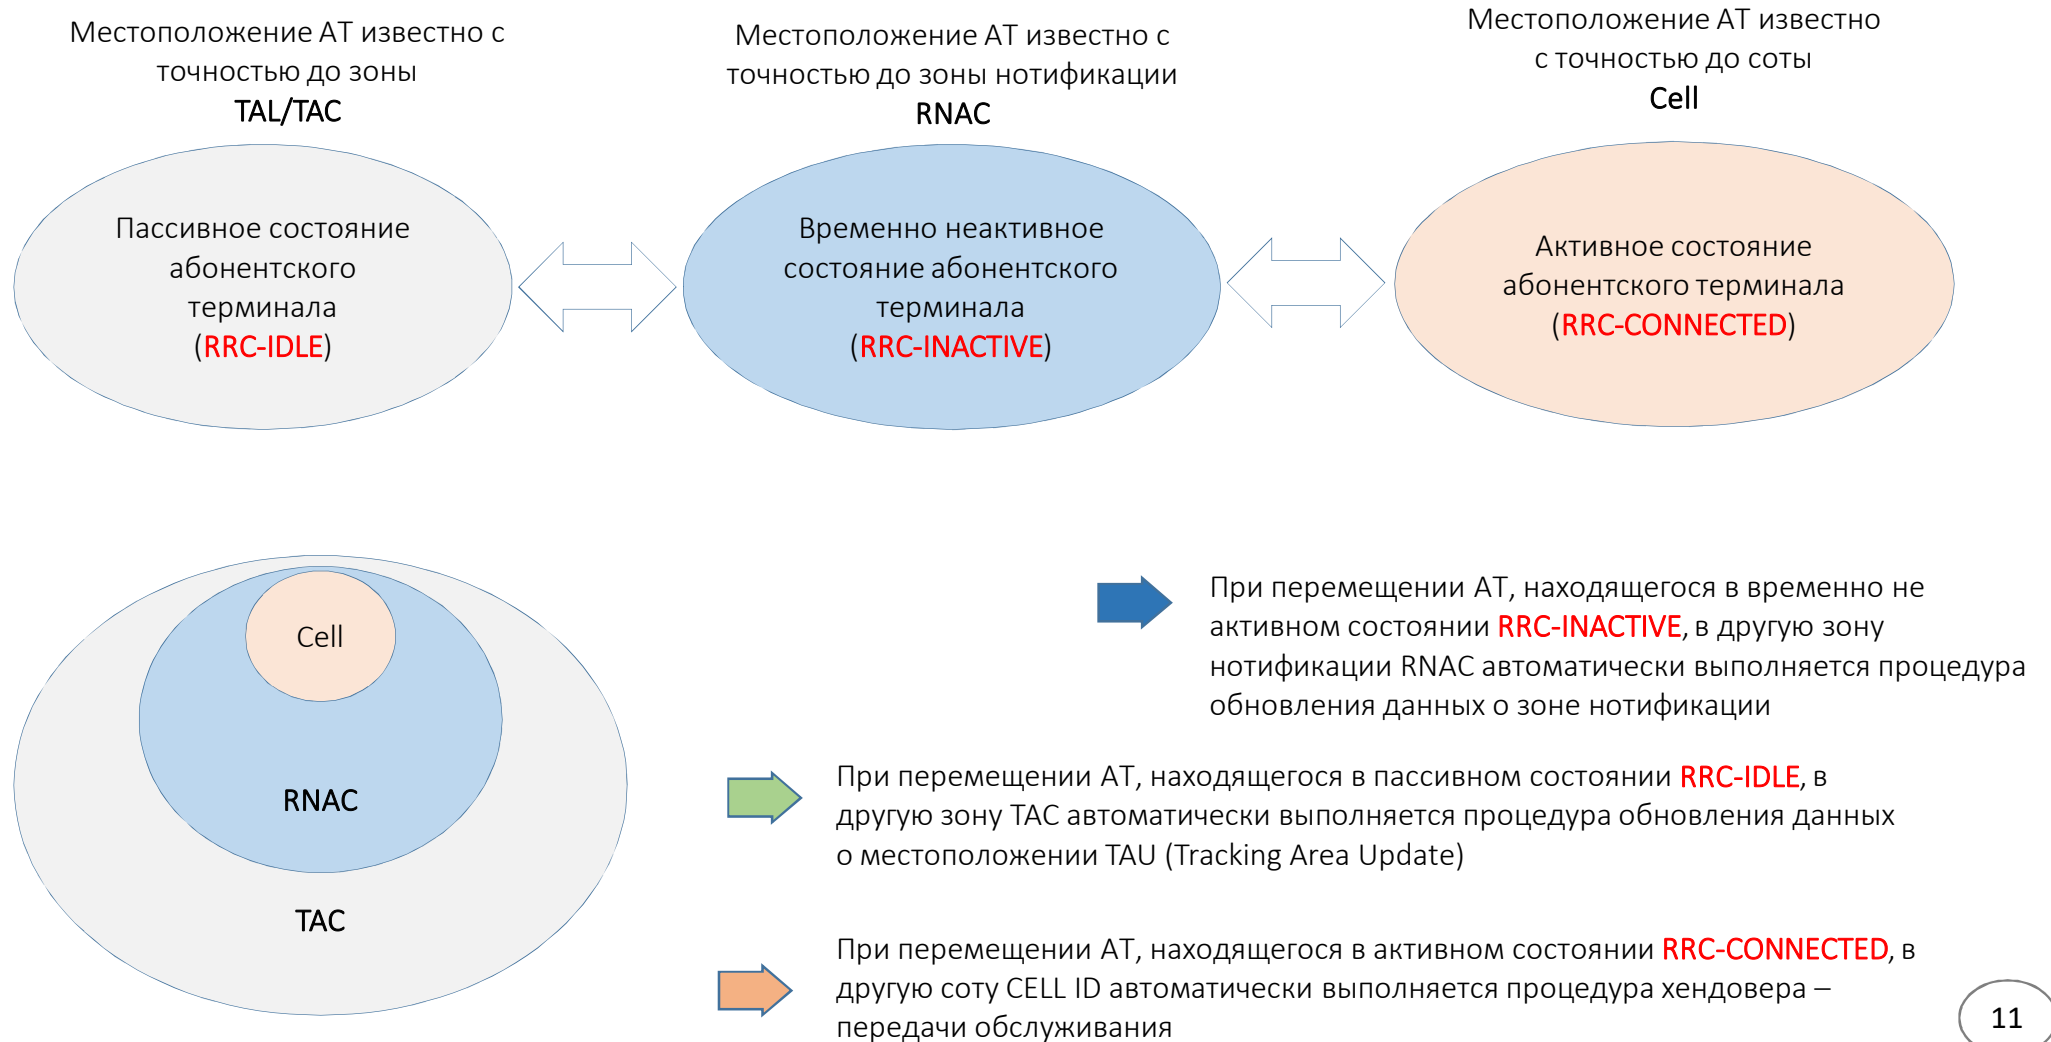 Местоположение АТ известно с
точностью до зоны
TAL/TAC
Местоположение АТ известно с
точностью до зоны нотификации
RNAC
Местоположение АТ известно
с точностью до соты
Cell
Пассивное состояние
абонентского
терминала
(RRC-IDLE)
Временно неактивное
состояние абонентского
терминала
(RRC-INACTIVE)
Активное состояние
абонентского терминала
(RRC-CONNECTED)
Cell
RNAC
TAC
При перемещении АТ, находящегося в временно не
активном состоянии RRC-INACTIVE, в другую зону
нотификации RNAC автоматически выполняется процедура
обновления данных о зоне нотификации
При перемещении АТ, находящегося в пассивном состоянии RRC-IDLE, в
другую зону TAC автоматически выполняется процедура обновления данных
о местоположении TAU (Tracking Area Update)
При перемещении АТ, находящегося в активном состоянии RRC-CONNECTED, в
другую соту CELL ID автоматически выполняется процедура хендовера –
передачи обслуживания
11